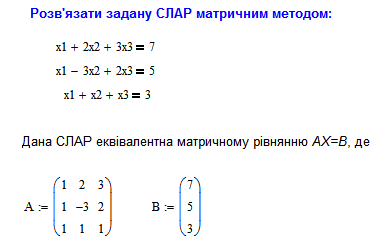 Розв'язати задану СЛАР матричним методом:
x1 + 2x2 + 3x3 = 7
x1 − 3x2 + 2x3 = 5
x1 + x2 + x3 = 3
Дана СЛАР еквівалентна матричному рівнянню AX=B, де
1 2 3 7
A := 1 −3 2 B := 5
1 1 1 3